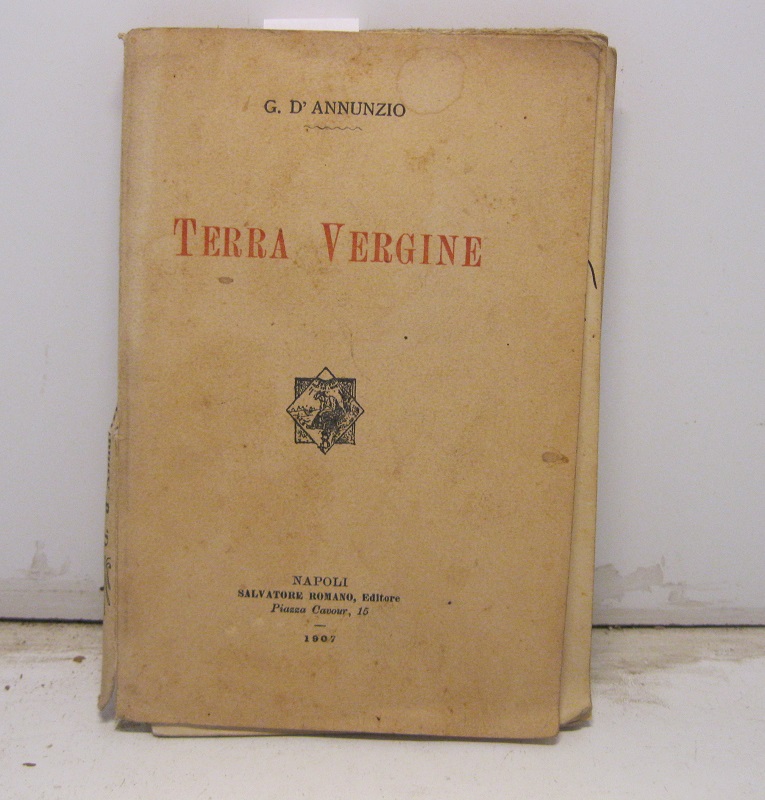 G. D' ANNUNZIO
TERRA VERGINE
NAPOLI
SALVATORE ROMANO, Editore
Piazza Cavour, 15
1907